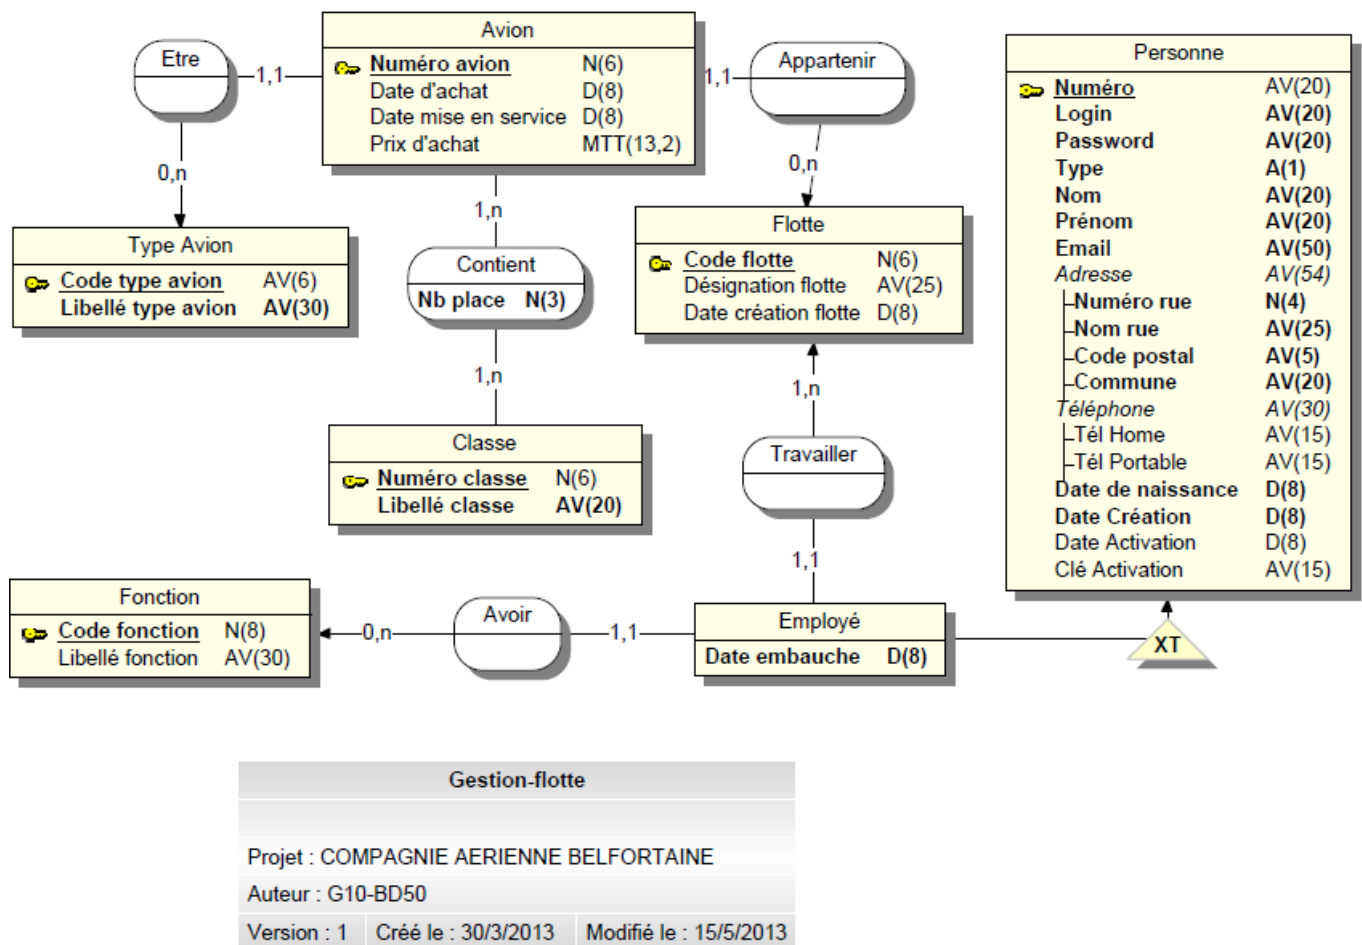 Avion
Numéro avion N(6)
Date d'achat D(8)
Date mise en service D(8)
Prix d'achat MTT(13,2)
Etre
1,1
0,n
1,1
Appartenir
0,n
Personne
Numéro AV(20)
Login AV(20)
Password AV(20)
Type A(1)
Nom AV(20)
Prénom AV(20)
Email AV(50)
Adresse AV(54)
Numéro rue N(4)
Nom rue AV(25)
Code postal AV(5)
Commune AV(20)
Téléphone AV(30)
Tél Home AV(15)
Tél Portable AV(15)
Date de naissance D(8)
Date Création D(8)
Date Activation D(8)
Clé Activation AV(15)
Type Avion
Code type avion AV(6)
Libellé type avion AV(30)
1,n
Contient
Nb place N(3)
1,n
Flotte
Code flotte N(6)
Désignation flotte AV(25)
Date création flotte D(8)
1,n
Travailler
1,1
Classe
Numéro classe N(6)
Libellé classe AV(20)
Fonction
Code fonction N(8)
Libellé fonction AV(30)
0,n
Avoir
1,1
Employé
Date embauche D(8)
XT
Gestion-flotte
Projet : COMPAGNIE AERIENNE BELFORTAINE
Auteur : G10-BD50
Version : 1 Créé le : 30/3/2013 Modifié le : 15/5/2013